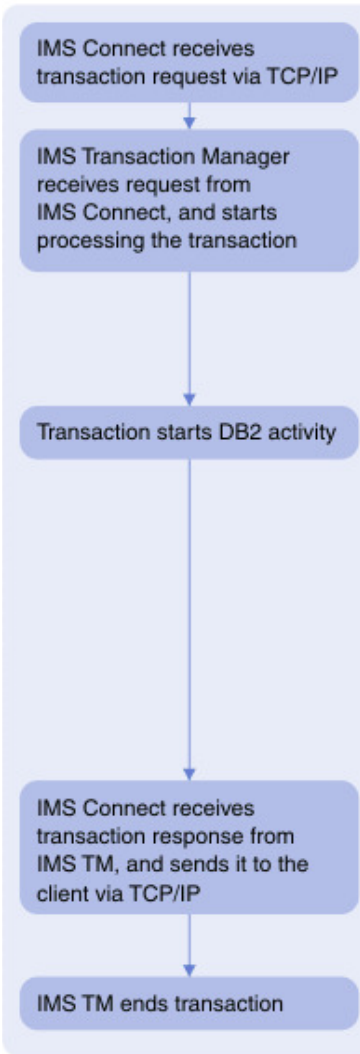 IMS Connect receives
transaction request via TCP/IP
IMS Transaction Manager
receives request from
IMS Connect, and starts
processing the transaction
Transaction starts DB2 activity
IMS Connect receives
transaction response from
IMS TM, and sends it to the
client via TCP/IP
IMS TM ends transaction